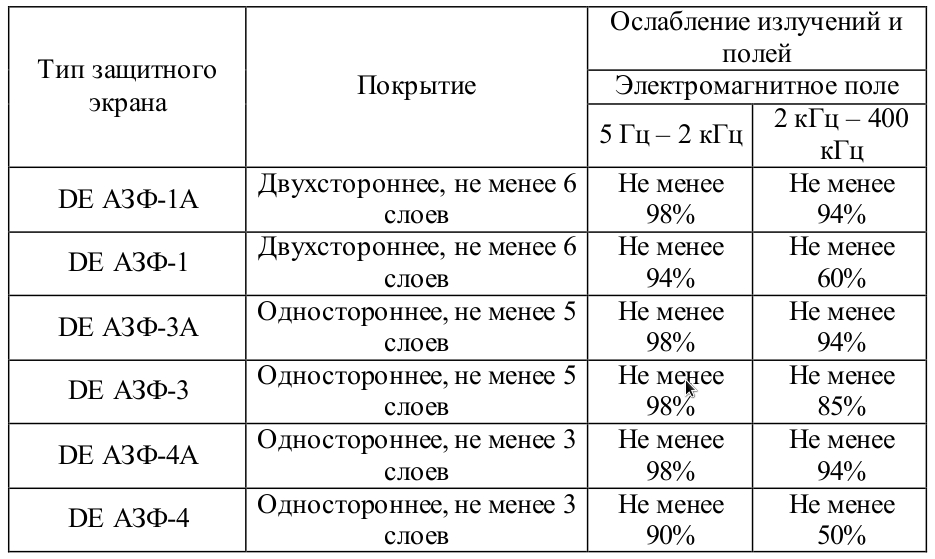 Тип защитного
экрана
Покрытие
Ослабление излучений и
полей
Электромагнитное поле
5 Гц – 2 кГц
2 кГц – 400
кГц
DE АЗФ-1А
Двухстороннее, не менее 6
слоев
Не менее
98%
Не менее
94%
DE АЗФ-1
Двухстороннее, не менее 6
слоев
Не менее
94%
Не менее
60%
DE АЗФ-3А
Одностороннее, не менее 5
слоев
Не менее
98%
Не менее
94%
DE АЗФ-3
Одностороннее, не менее 5
слоев
Не менее
98%
Не менее
85%
DE АЗФ-4А
Одностороннее, не менее 3
слоев
Не менее
98%
Не менее
94%
DE АЗФ-4
Одностороннее, не менее 3
слоев
Не менее
90%
Не менее
50%